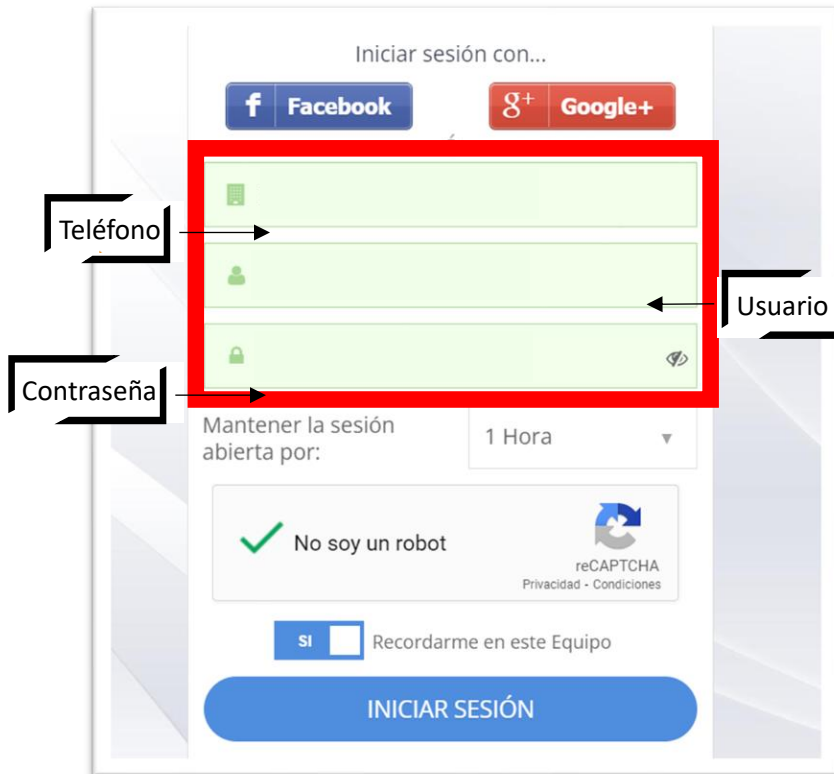 Iniciar sesión con...
f Facebook
g+ Google+
Teléfono
Usuario
Contraseña
Mantener la sesión
abierta por:
1 Hora
No soy un robot
reCAPTCHA
Privacidad - Condiciones
SI
Recordarme en este Equipo
INICIAR SESIÓN